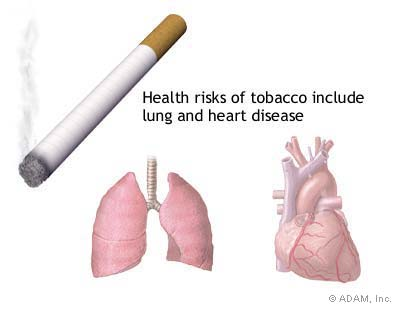 Health risks of tobacco include
lung and heart disease
© ADAM, Inc.